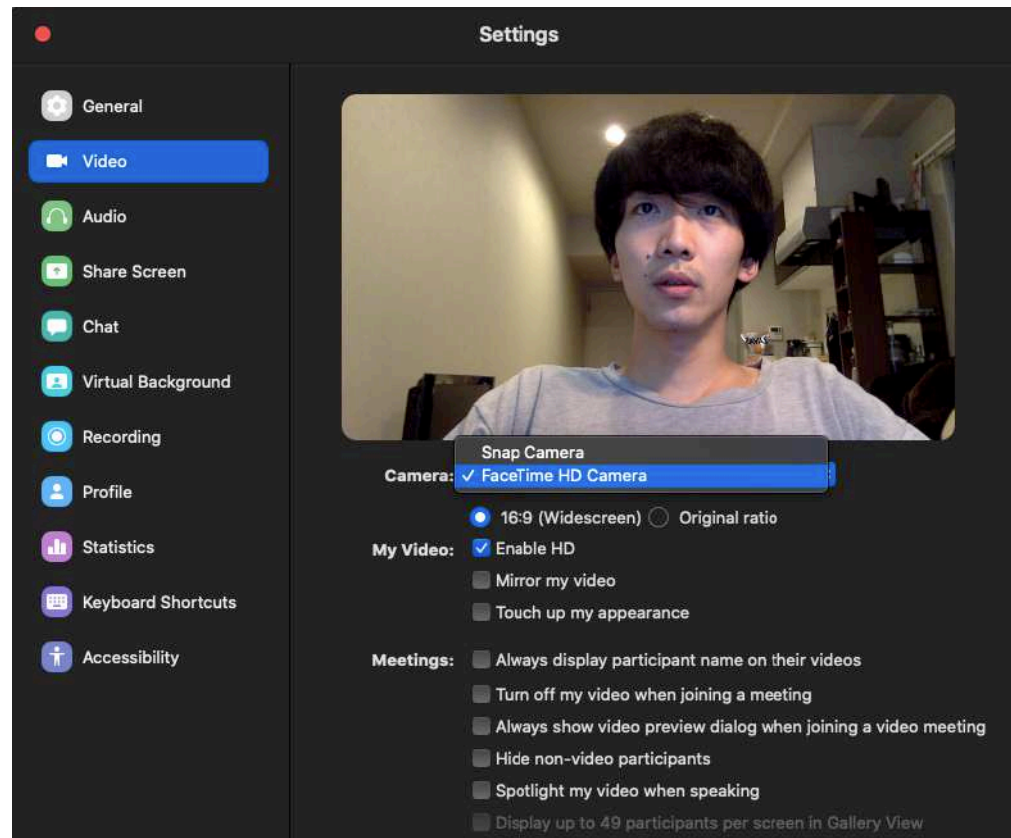 Settings
General
Video
Audio
Share Screen
Chat
Virtual Background
Recording
Profile
Statistics
Keyboard Shortcuts
Accessibility
Snap Camera
Camera: ✓ FaceTime HD Camera
16:9 (Widescreen) Original ratio
My Video: Enable HD
Mirror my video
Touch up my appearance
Meetings: Always display participant name on their videos
Turn off my video when joining a meeting
Always show video preview dialog when joining a video meeting
Hide non-video participants
Spotlight my video when speaking
Display up to 49 participants per screen in Gallery View